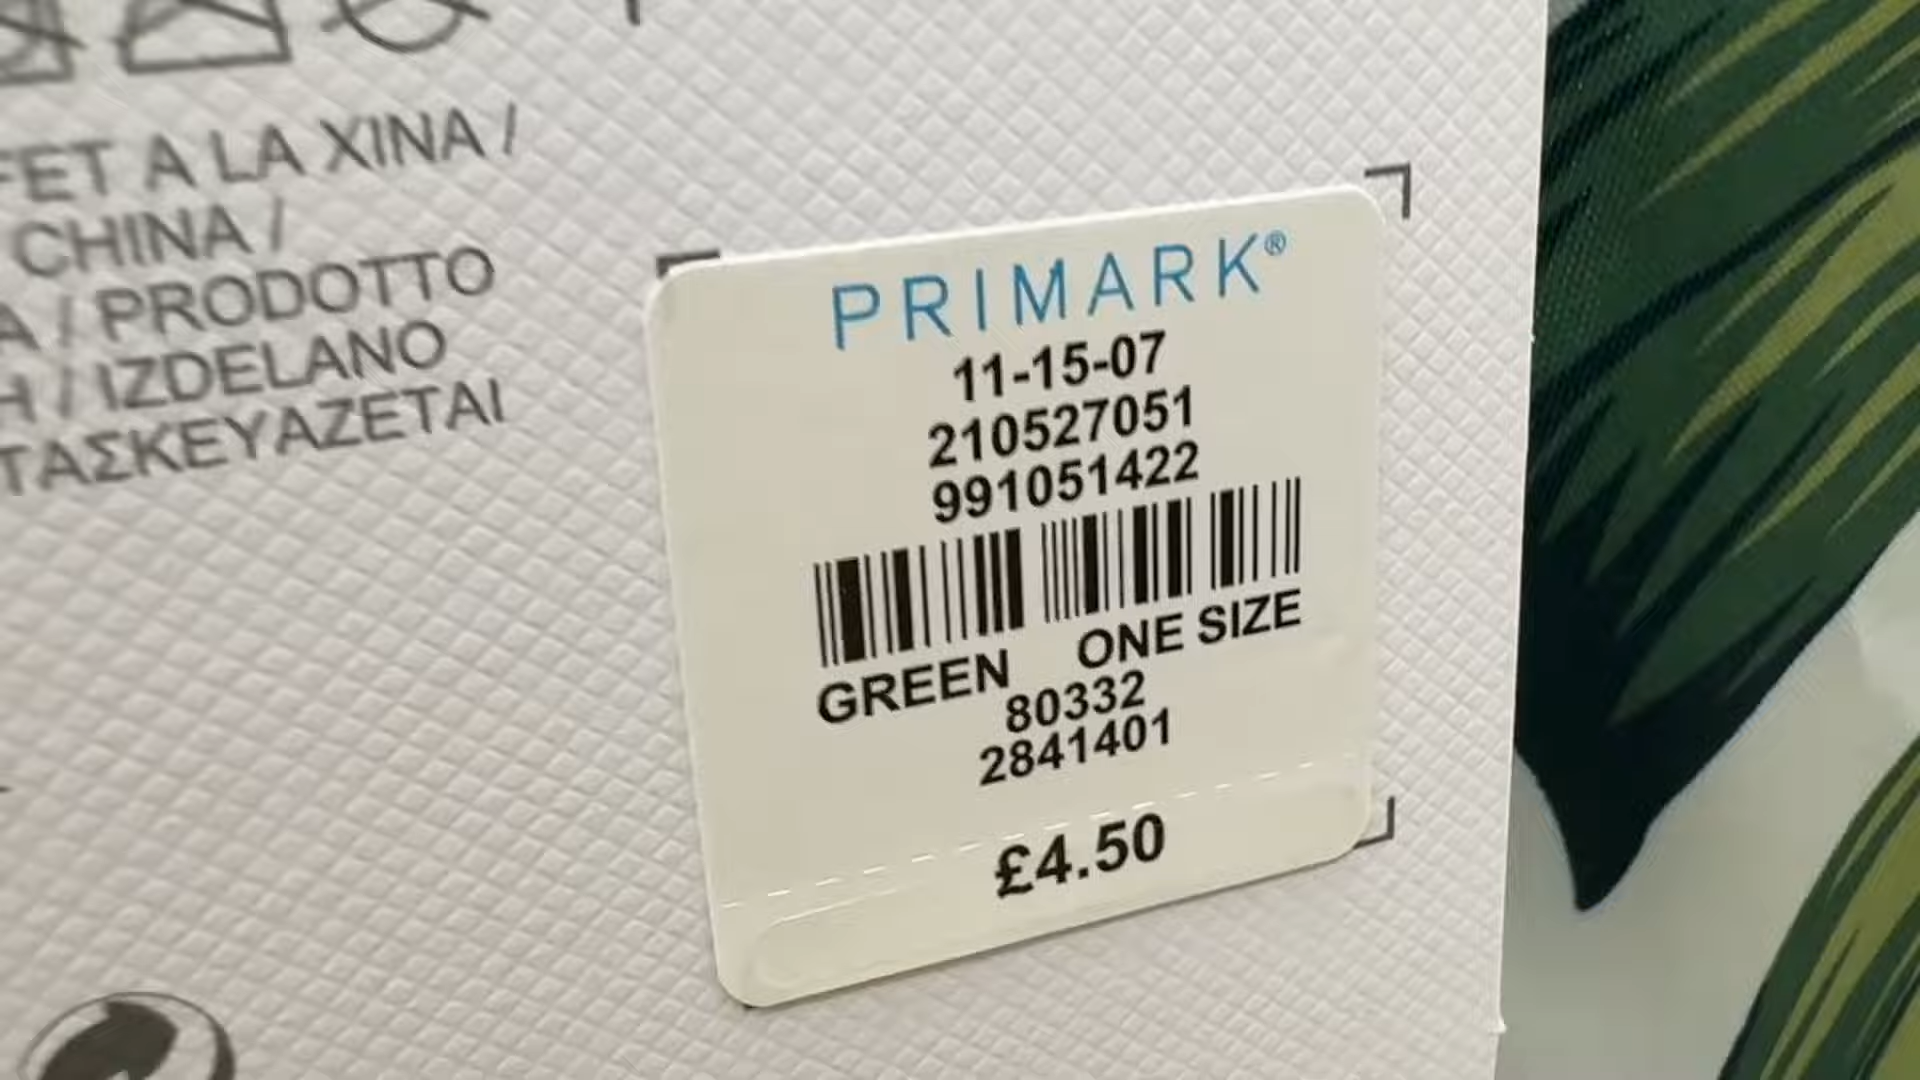 FET A LA XINA /
CHINA /
A / PRODOTTO
H / IZDELANO
ΤΑΣΚΕΥΑΖΕΤΑΙ
PRIMARK®
11-15-07
210527051
991051422
GREEN ONE SIZE
80332
2841401
£4.50